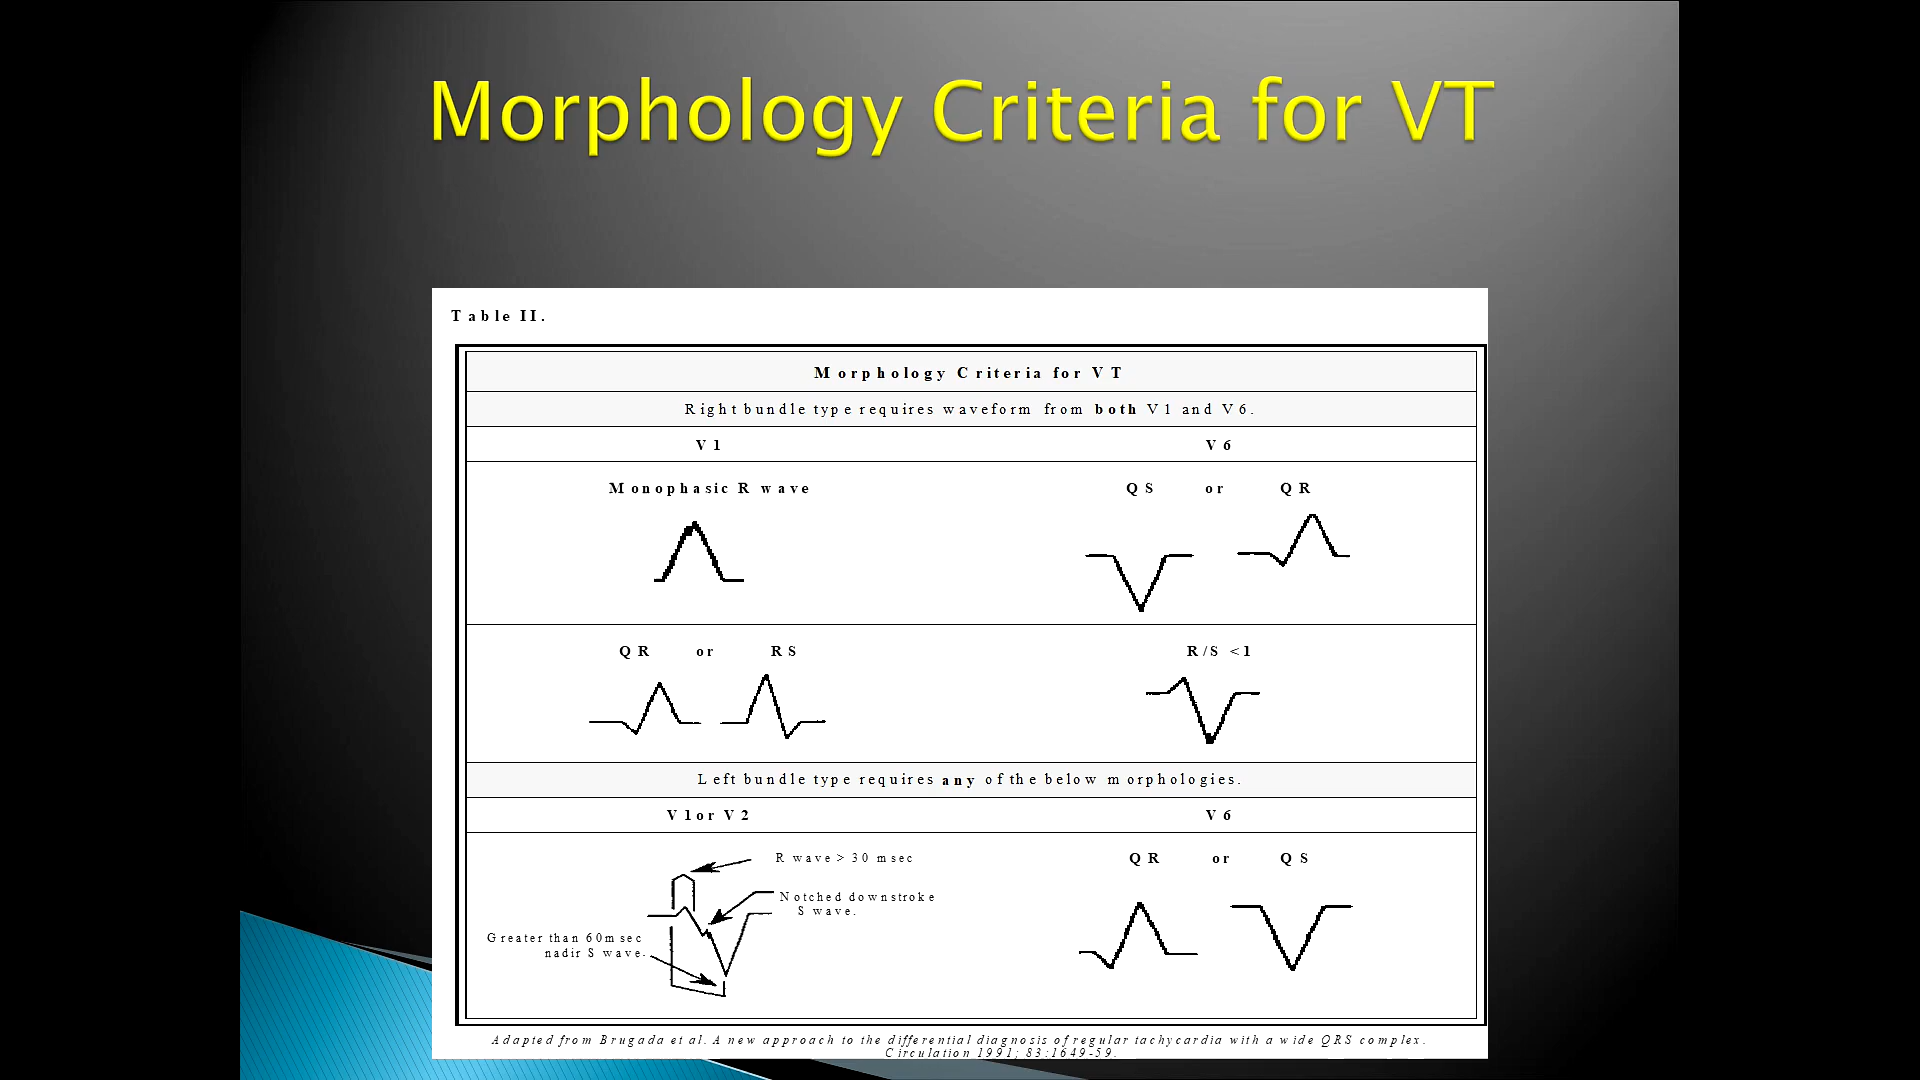 Morphology Criteria for VT
Table II.
Morphology Criteria for VT
Right bundle type requires waveform from both V1 and V6.
V1 V6
Monophasic R wave QS or QR
QR or RS R/S <1
Left bundle type requires any of the below morphologies.
V1or V2 V6
R wave > 30 msec QR or QS
Notched downstroke
S wave.
Greater than 60msec
nadir S wave.
Adapted from Brugada et al. A new approach to the differential diagnosis of regular tachycardia with a wide QRS complex.
Circulation 1991; 83:1649-59.